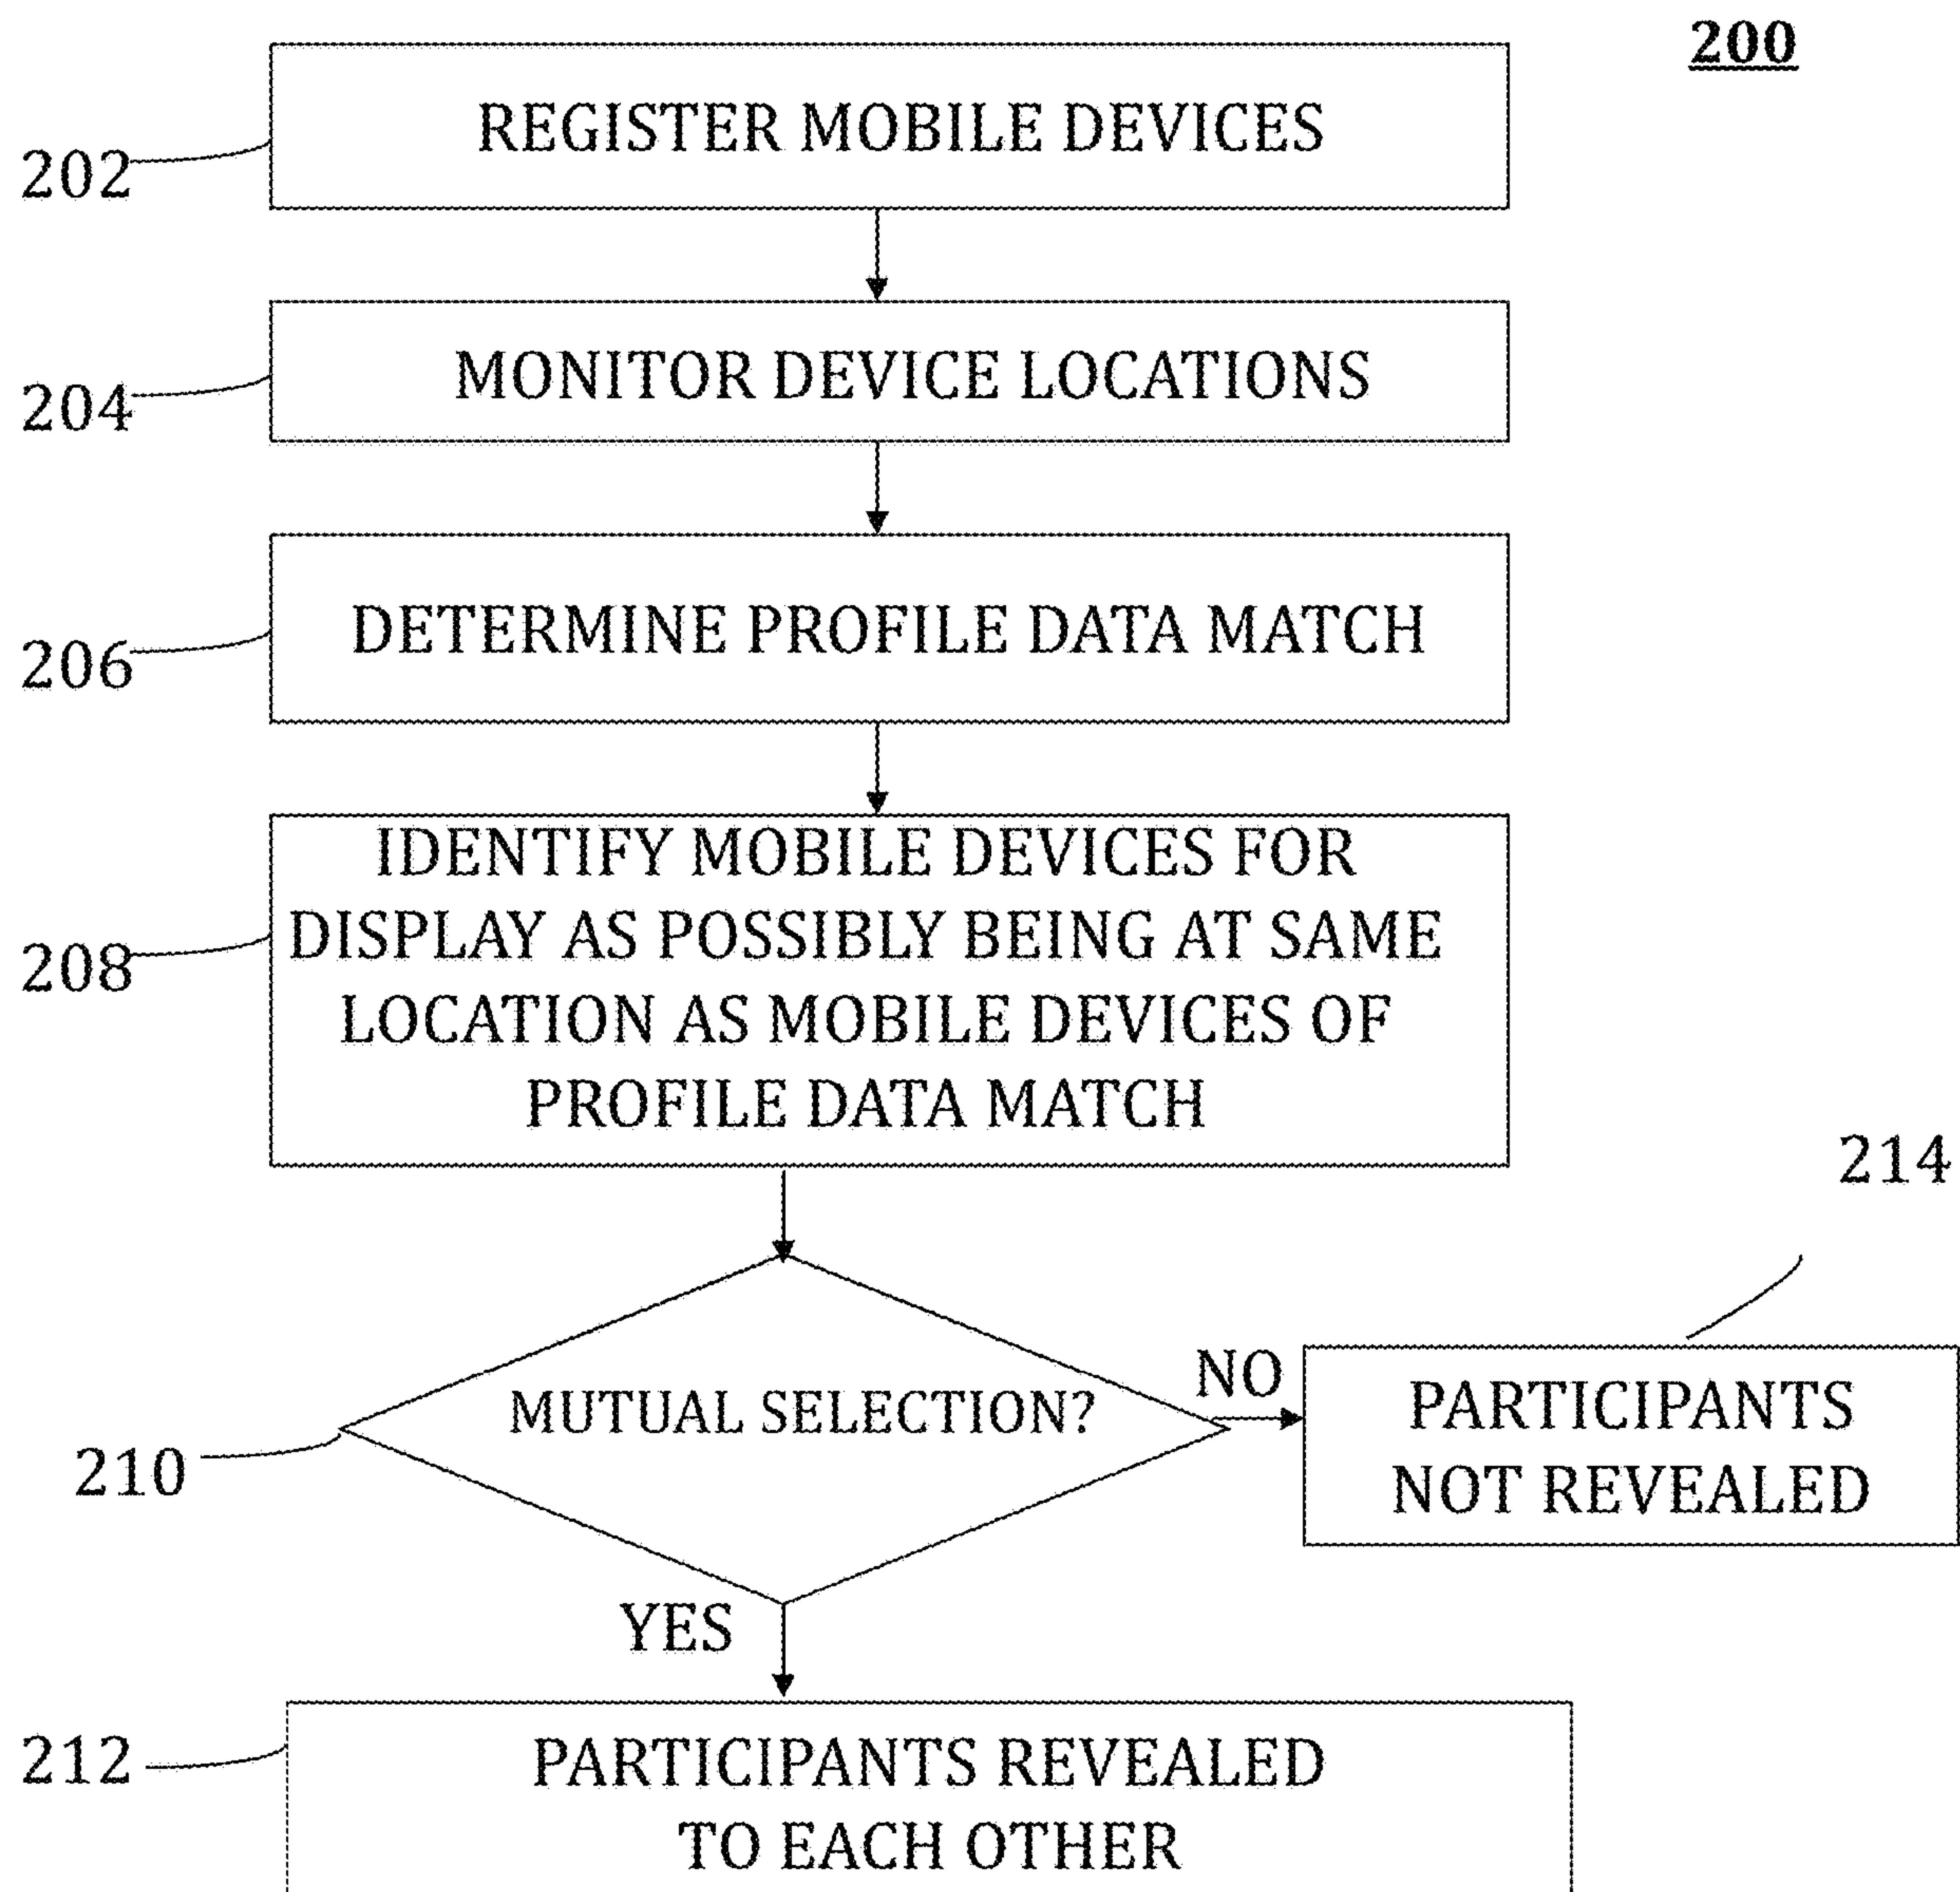 200
REGISTER MOBILE DEVICES
202
MONITOR DEVICE LOCATIONS
204
DETERMINE PROFILE DATA MATCH
206
IDENTIFY MOBILE DEVICES FOR
DISPLAY AS POSSIBLY BEING AT SAME
LOCATION AS MOBILE DEVICES OF
PROFILE DATA MATCH
208
214
MUTUAL SELECTION?
NO
PARTICIPANTS
NOT REVEALED
210
YES
212
PARTICIPANTS REVEALED
TO EACH OTHER